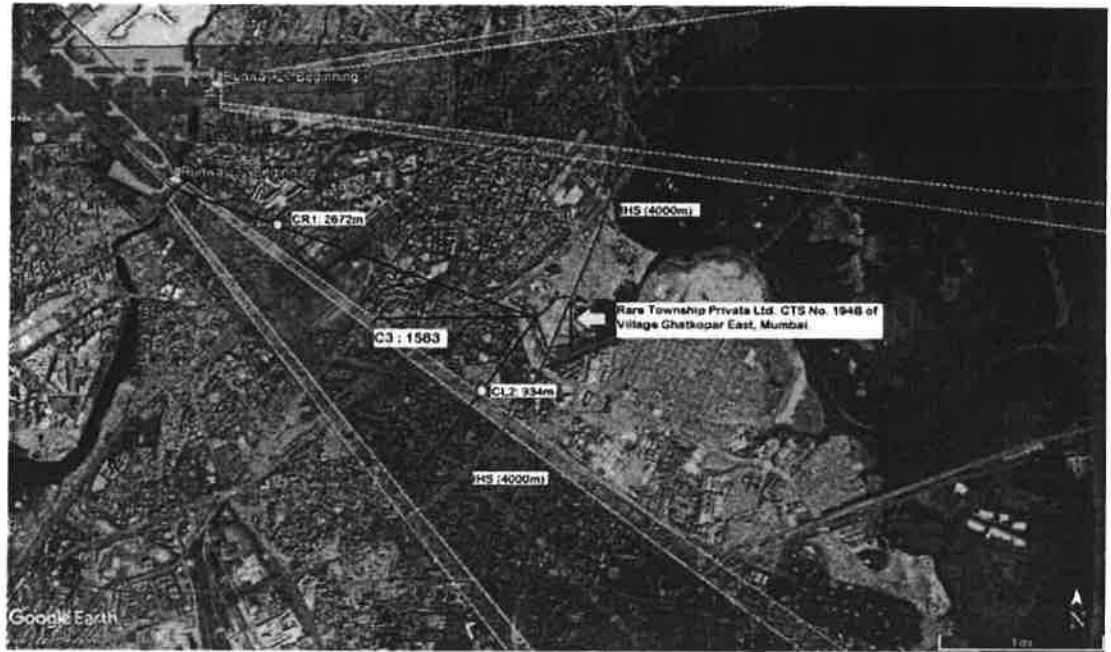 Beginning
CR1: 2672m
IHS (4000m)
Rare Township Private Ltd. CTS No. 194B of
Village Ghatkopar East, Mumbai.
C3 : 1583
CL2: 934m
IHS (4000m)
Google Earth
N